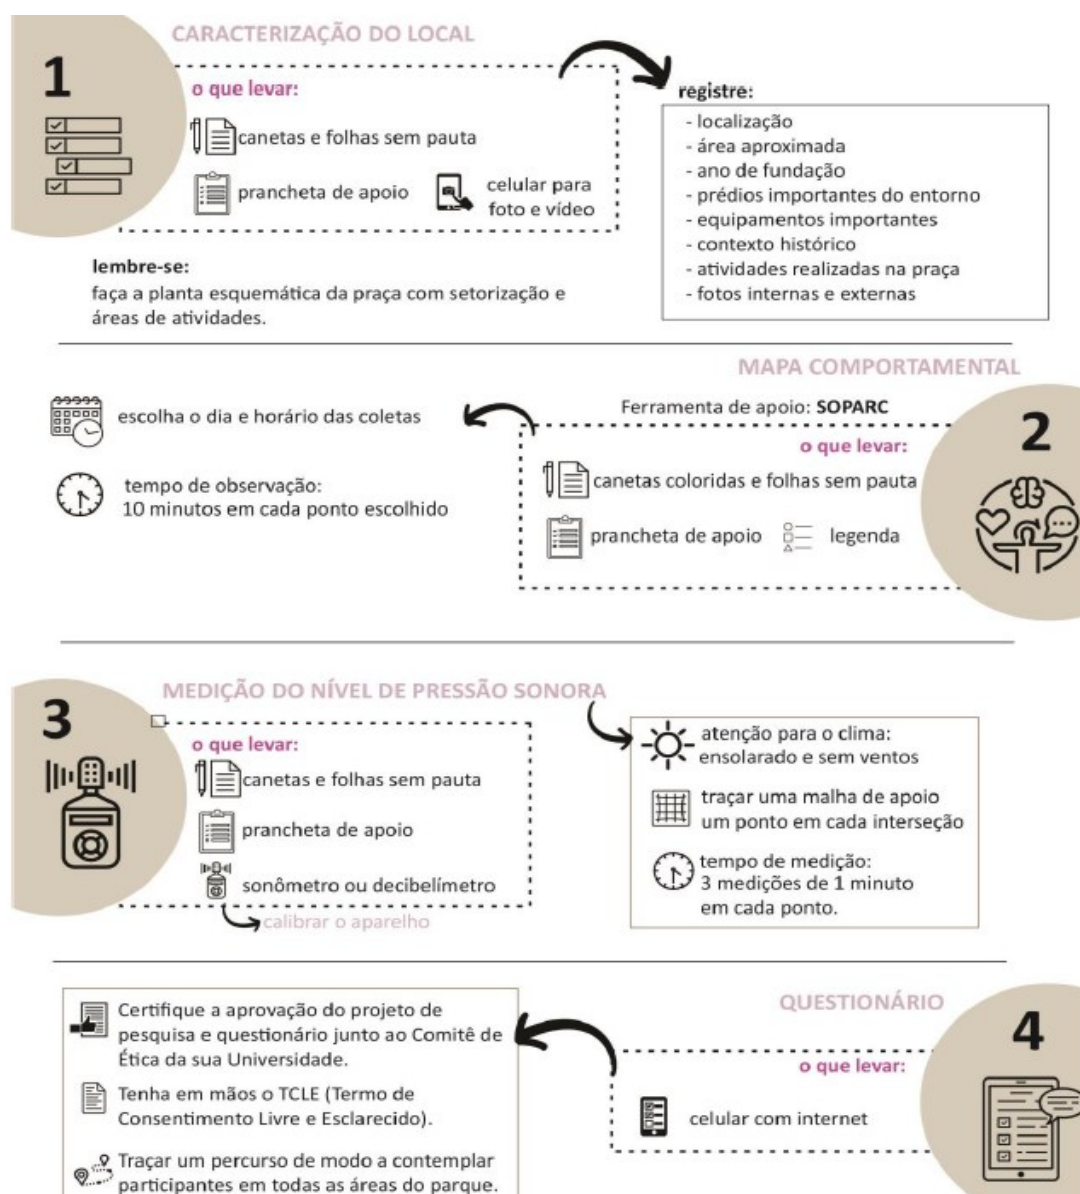 1
CARACTERIZAÇÃO DO LOCAL
o que levar:
canetas e folhas sem pauta
prancheta de apoio
celular para
foto e vídeo
lembre-se:
faça a planta esquemática da praça com setorização e
áreas de atividades.
registre:
- localização
- área aproximada
- ano de fundação
- prédios importantes do entorno
- equipamentos importantes
- contexto histórico
- atividades realizadas na praça
- fotos internas e externas
MAPA COMPORTAMENTAL
2
Ferramenta de apoio: SOPARC
o que levar:
canetas coloridas e folhas sem pauta
prancheta de apoio
legenda
escolha o dia e horário das coletas
tempo de observação:
10 minutos em cada ponto escolhido
3
MEDIÇÃO DO NÍVEL DE PRESSÃO SONORA
o que levar:
canetas e folhas sem pauta
prancheta de apoio
sonômetro ou decibelímetro
calibrar o aparelho
atenção para o clima:
ensolarado e sem ventos
traçar uma malha de apoio
um ponto em cada interseção
tempo de medição:
3 medições de 1 minuto
em cada ponto.
QUESTIONÁRIO
4
o que levar:
celular com internet
Certifique a aprovação do projeto de
pesquisa e questionário junto ao Comitê de
Ética da sua Universidade.
Tenha em mãos o TCLE (Termo de
Consentimento Livre e Esclarecido).
Traçar um percurso de modo a contemplar
participantes em todas as áreas do parque.